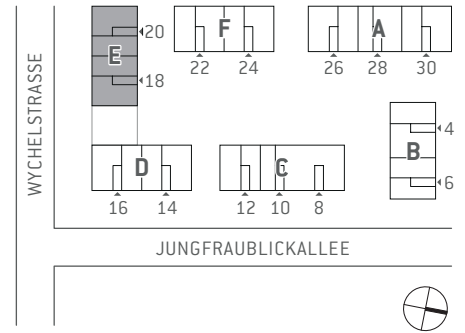 E
20
18
F
22
24
A
26
28
30
WYCHELSTRASSE
4
B
6
D
16
14
C
12
10
8
JUNGFRAUBLICKALLEE